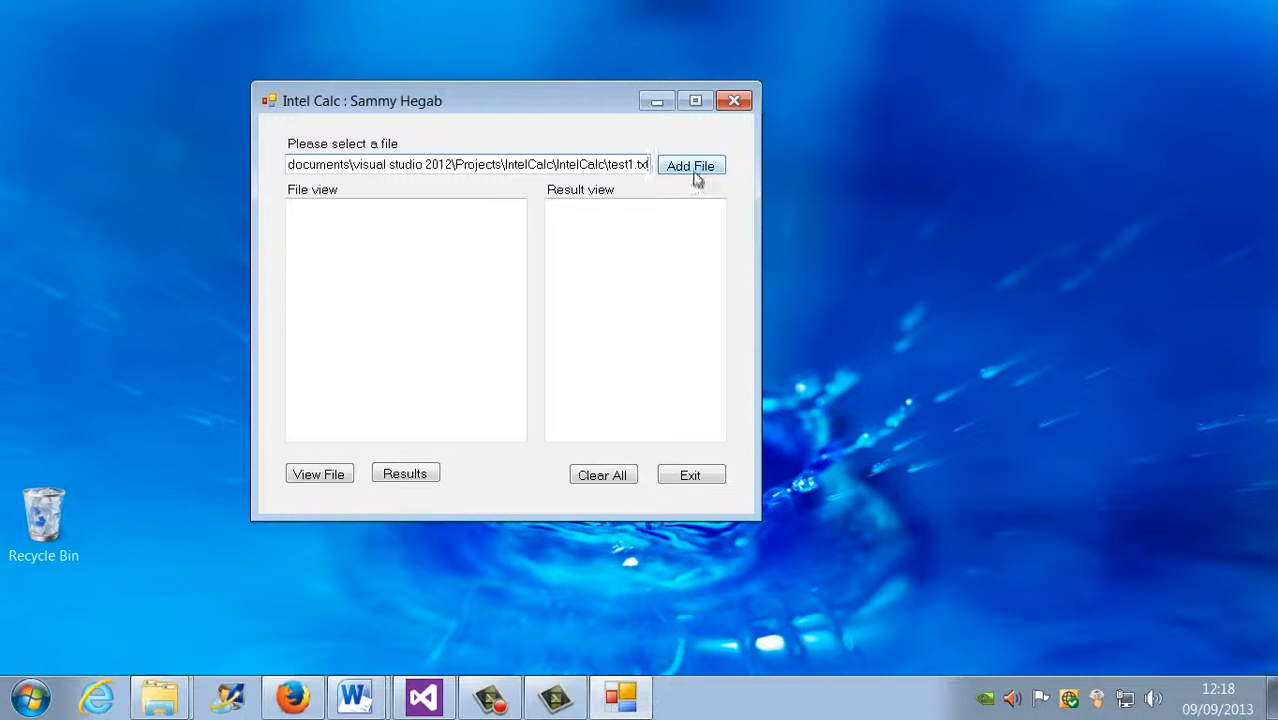 Intel Calc : Sammy Hegab
Please select a file
documents\visual studio 2012\Projects\IntelCalc\IntelCalc\test1.txt
Add File
File view
Result view
View File
Results
Clear All
Exit
Recycle Bin
12:18
09/09/2013